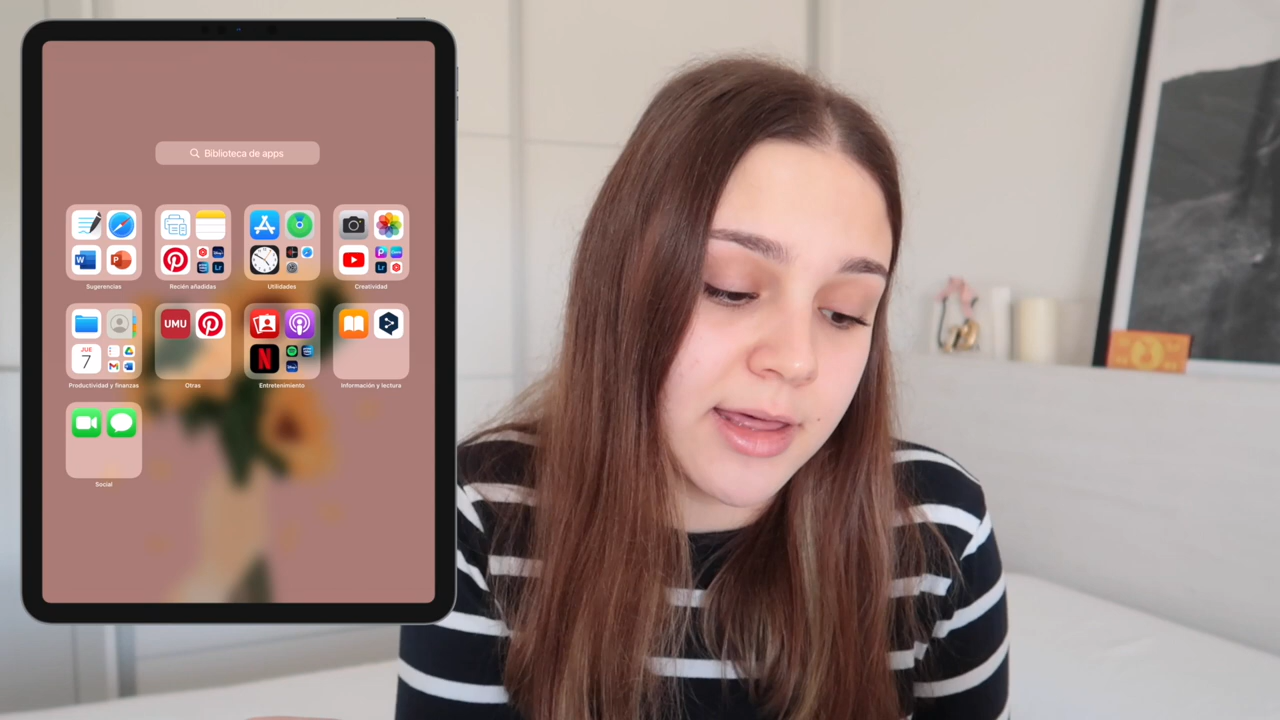 Biblioteca de apps
Sugerencias
Recién añadidas
Utilidades
Creatividad
UMU
JUE
7
N
Productividad y finanzas
Otras
Entretenimiento
Información y lectura
Social